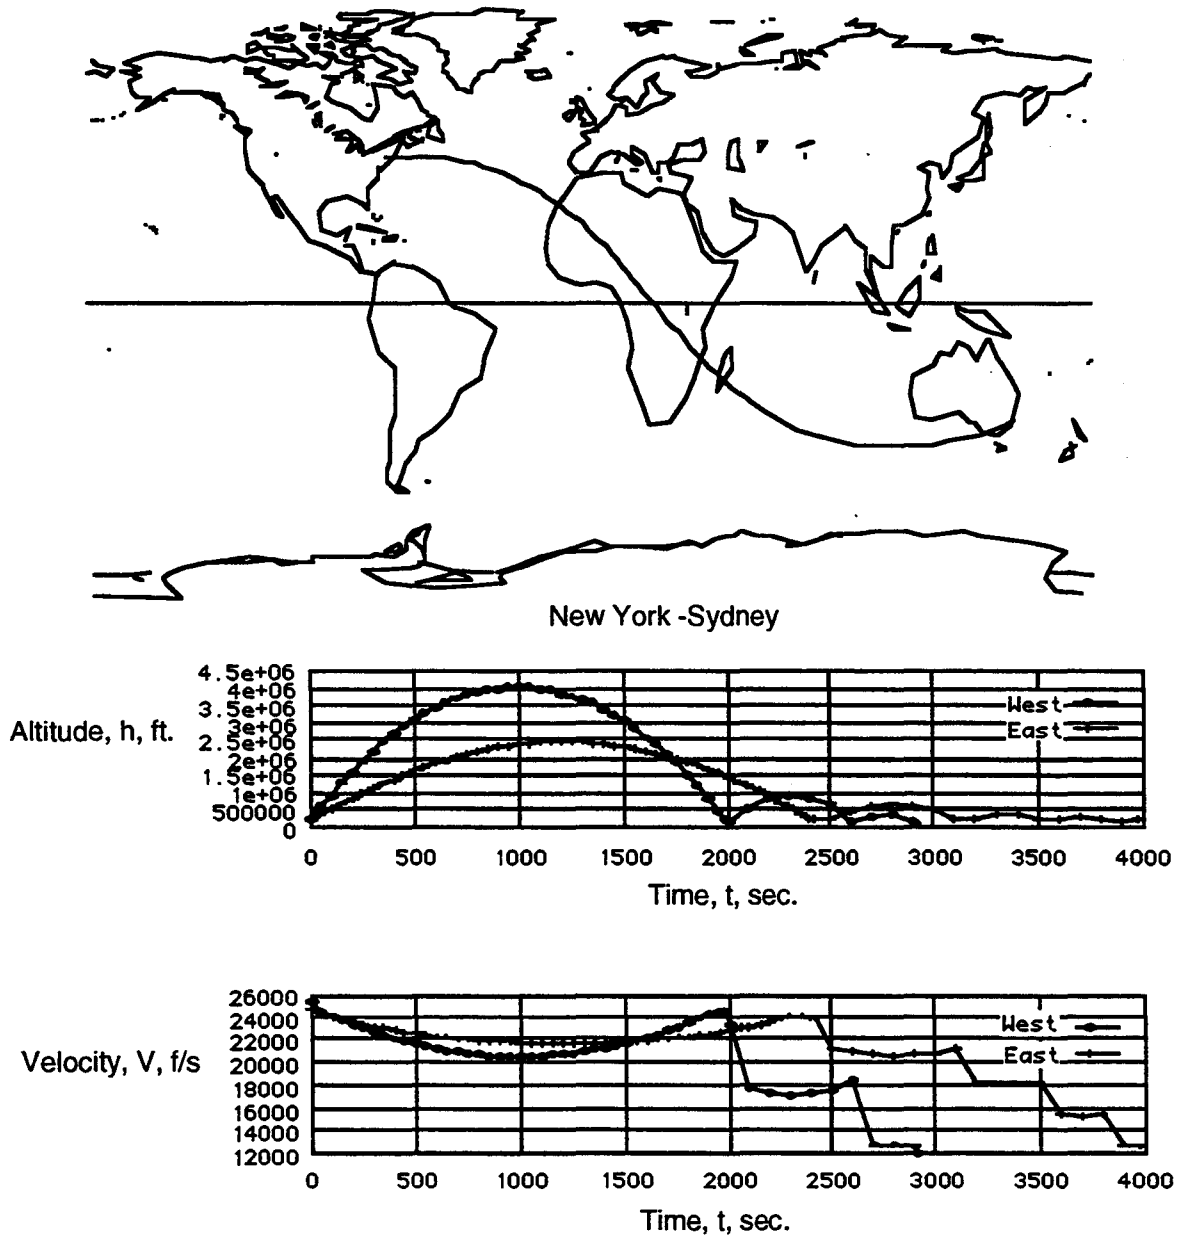 New York -Sydney
4.5e+06
4e+06
3.5e+06
3e+06
2.5e+06
2e+06
1.5e+06
1e+06
500000
0
Altitude, h, ft.
West
East
0 500 1000 1500 2000 2500 3000 3500 4000
Time, t, sec.
26000
24000
22000
20000
18000
16000
14000
12000
Velocity, V, f/s
West
East
0 500 1000 1500 2000 2500 3000 3500 4000
Time, t, sec.